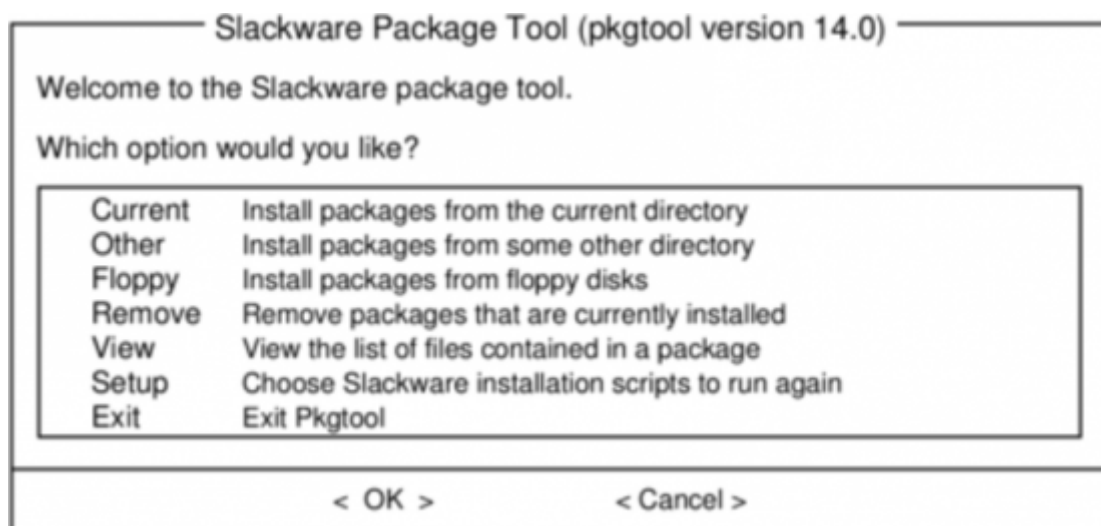 Slackware Package Tool (pkgtool version 14.0)
Welcome to the Slackware package tool.
Which option would you like?
Current Install packages from the current directory
Other Install packages from some other directory
Floppy Install packages from floppy disks
Remove Remove packages that are currently installed
View View the list of files contained in a package
Setup Choose Slackware installation scripts to run again
Exit Exit Pkgtool
< OK > < Cancel >